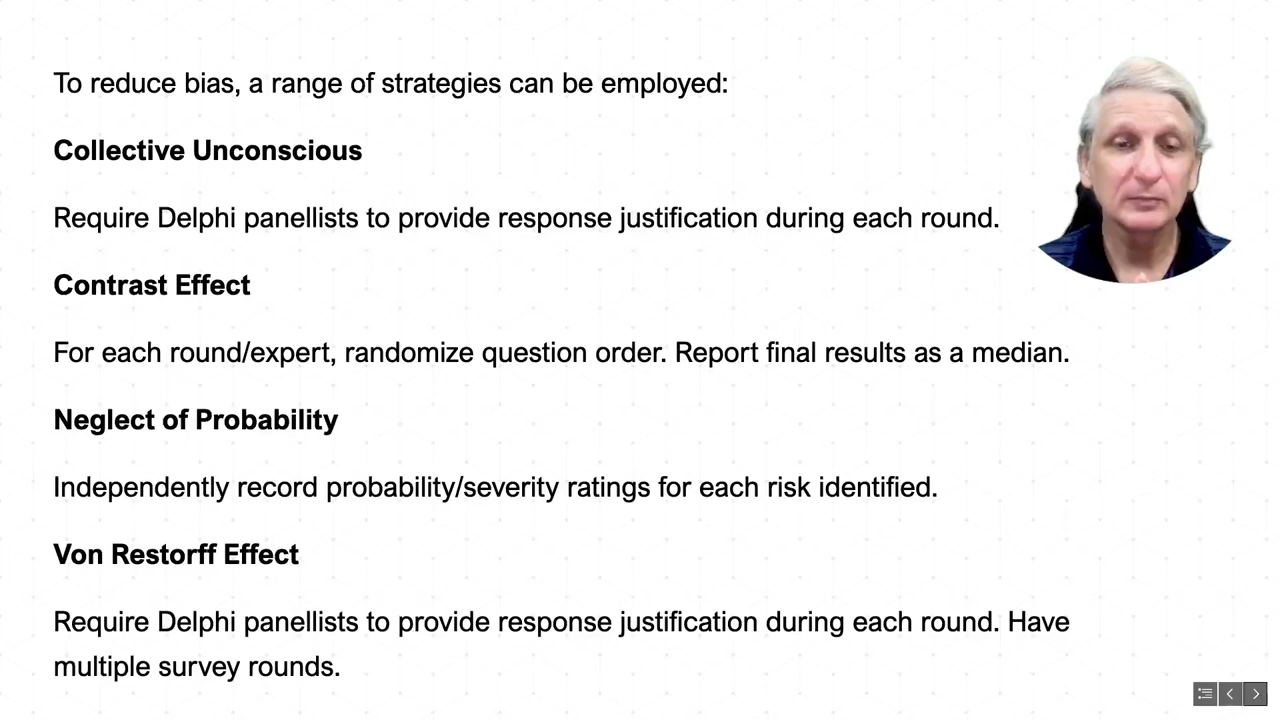 To reduce bias, a range of strategies can be employed:
Collective Unconscious
Require Delphi panellists to provide response justification during each round.
Contrast Effect
For each round/expert, randomize question order. Report final results as a median.
Neglect of Probability
Independently record probability/severity ratings for each risk identified.
Von Restorff Effect
Require Delphi panellists to provide response justification during each round. Have
multiple survey rounds.